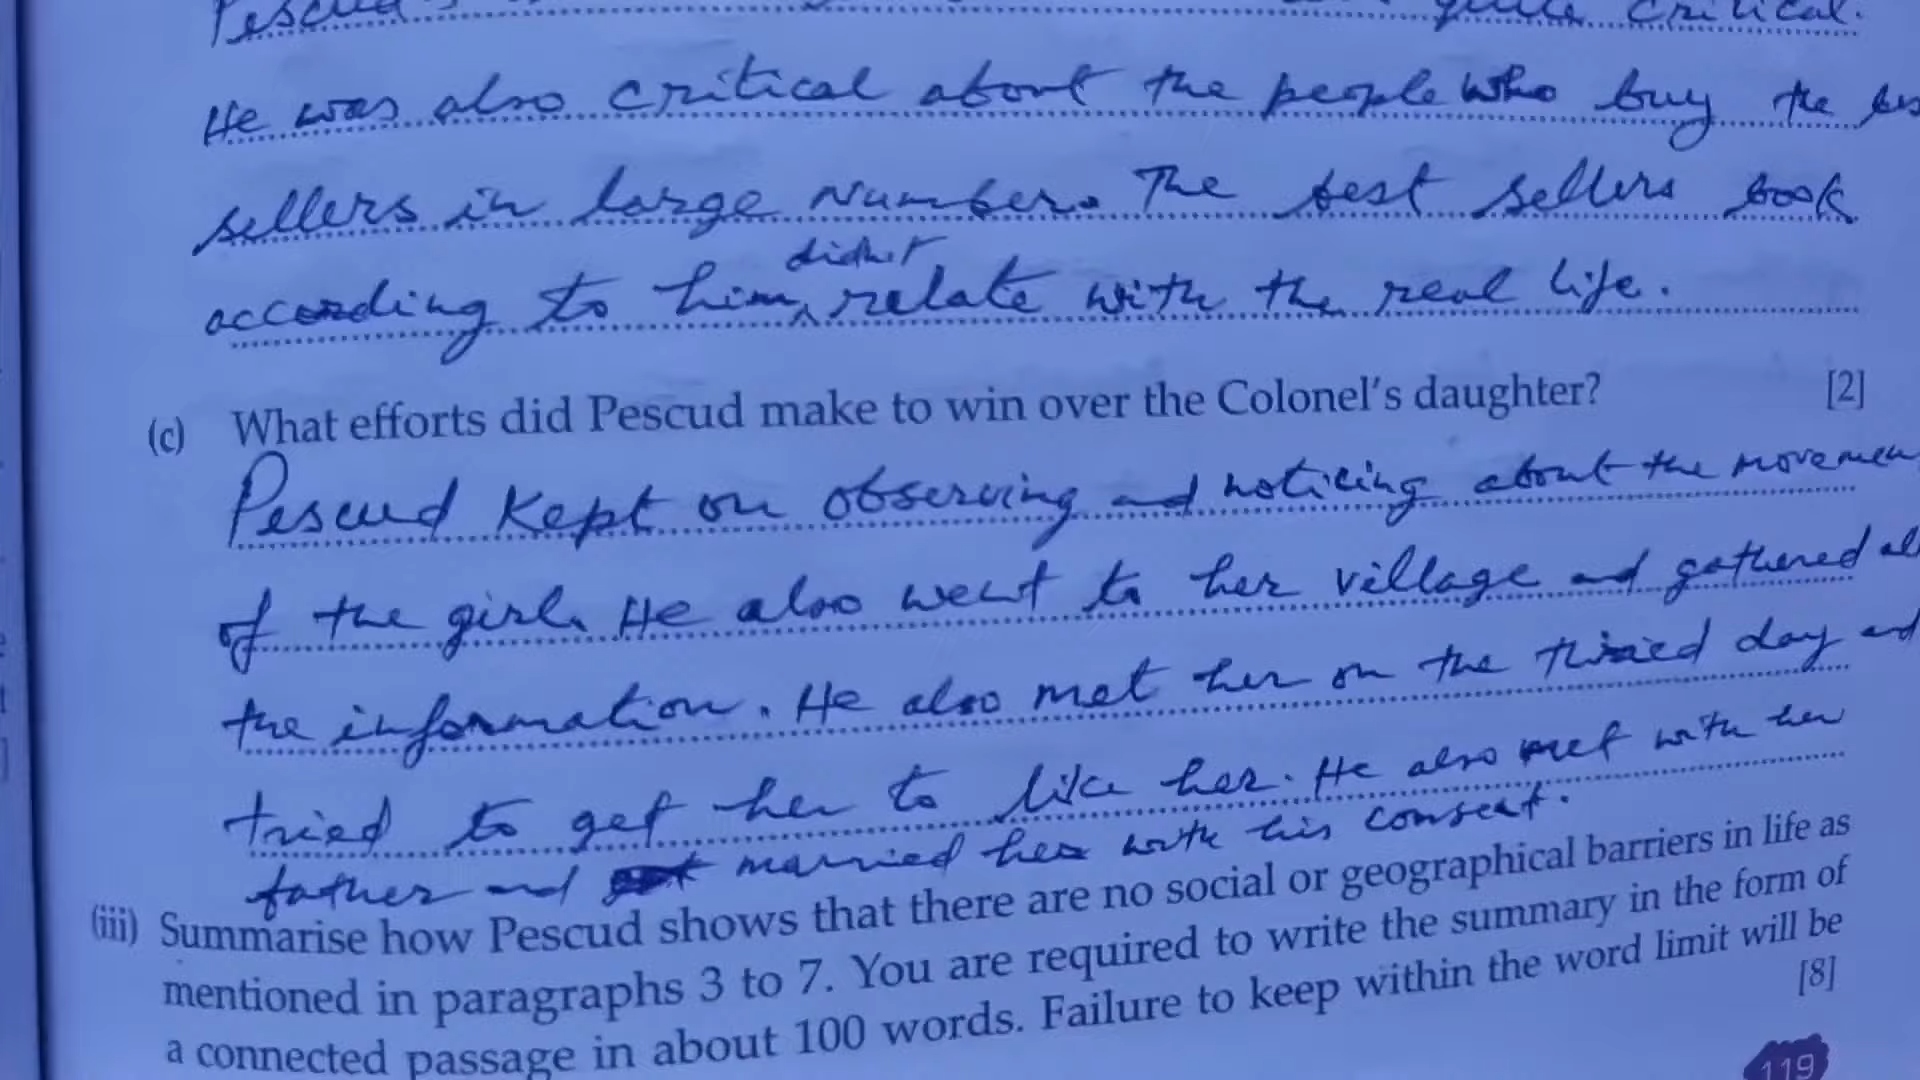 Pescud quite critical.
He was also critical about the people who buy the bes
sellers in large Numbers. The best sellers book
didn't
according to him, relate with the real life.
(c) What efforts did Pescud make to win over the Colonel's daughter? [2]
Pescud kept on observing and noticing about the movemen
of the girl. He also went to her village and gathered al
the information. He also met her on the third day and
tried to get her to like her. He also met with her
father and married her with his consent.
(iii) Summarise how Pescud shows that there are no social or geographical barriers in life as
mentioned in paragraphs 3 to 7. You are required to write the summary in the form of
a connected passage in about 100 words. Failure to keep within the word limit will be
[8]
119